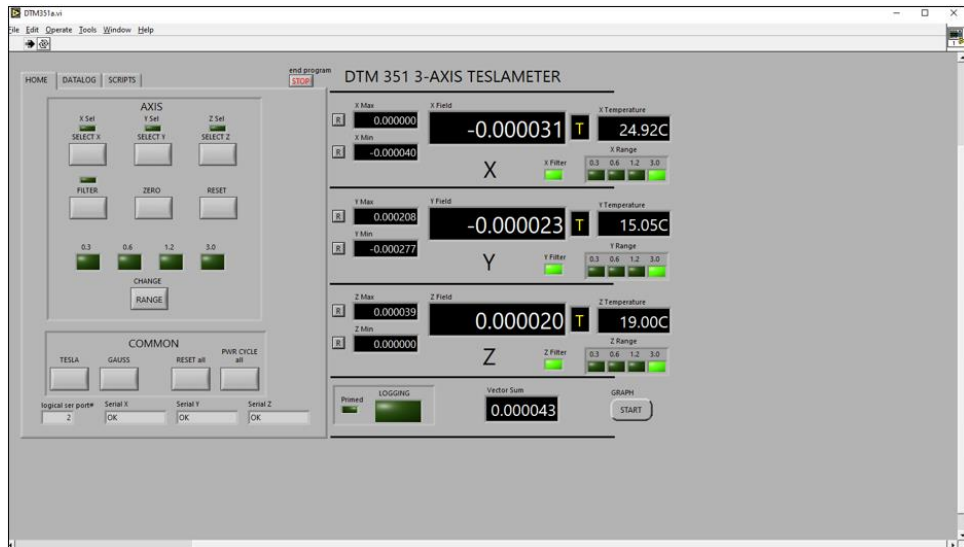 DTM351a.vi
File Edit Operate Tools Window Help
HOME DATALOG SCRIPTS
end program
STOP
DTM 351 3-AXIS TESLAMETER
AXIS
X Sel Y Sel Z Sel
SELECT X SELECT Y SELECT Z
FILTER ZERO RESET
0.3 0.6 1.2 3.0
CHANGE
RANGE
COMMON
TESLA GAUSS RESET all PWR CYCLE all
logical ser port# Serial X Serial Y Serial Z
2 OK OK OK
X Max X Field X Temperature
R 0.000000 -0.000031 T 24.92C
X Min X Range
R -0.000040 X X Filter 0.3 0.6 1.2 3.0
Y Max Y Field Y Temperature
R 0.000208 -0.000023 T 15.05C
Y Min Y Range
R -0.000277 Y Y Filter 0.3 0.6 1.2 3.0
Z Max Z Field Z Temperature
R 0.000039 0.000020 T 19.00C
Z Min Z Range
R 0.000000 Z Z Filter 0.3 0.6 1.2 3.0
Primed LOGGING Vector Sum GRAPH
0.000043 START